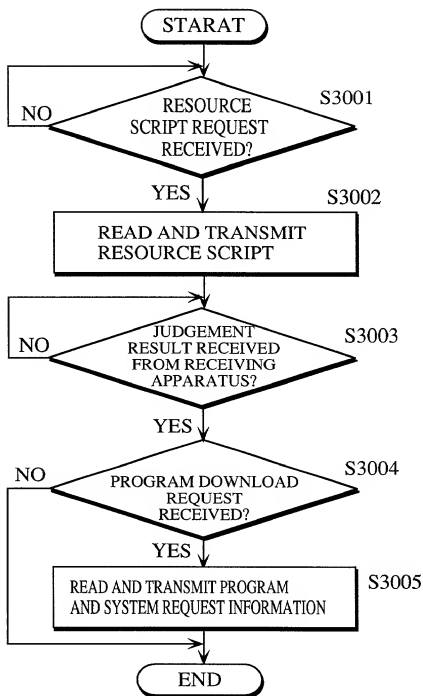 STARAT
RESOURCE
SCRIPT REQUEST
RECEIVED?
S3001
NO
YES
S3002
READ AND TRANSMIT
RESOURCE SCRIPT
JUDGEMENT
RESULT RECEIVED
FROM RECEIVING
APPARATUS?
S3003
NO
YES
S3004
NO
PROGRAM DOWNLOAD
REQUEST
RECEIVED?
YES
S3005
READ AND TRANSMIT PROGRAM
AND SYSTEM REQUEST INFORMATION
END